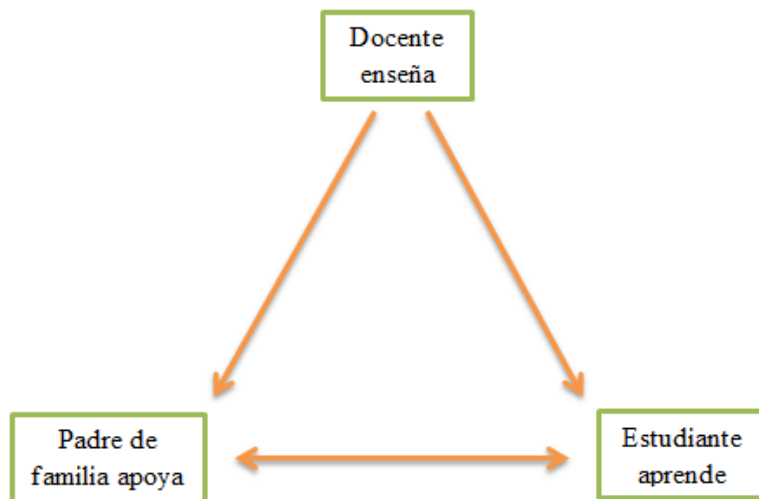 Docente
enseña
Padre de
familia apoya
Estudiante
aprende